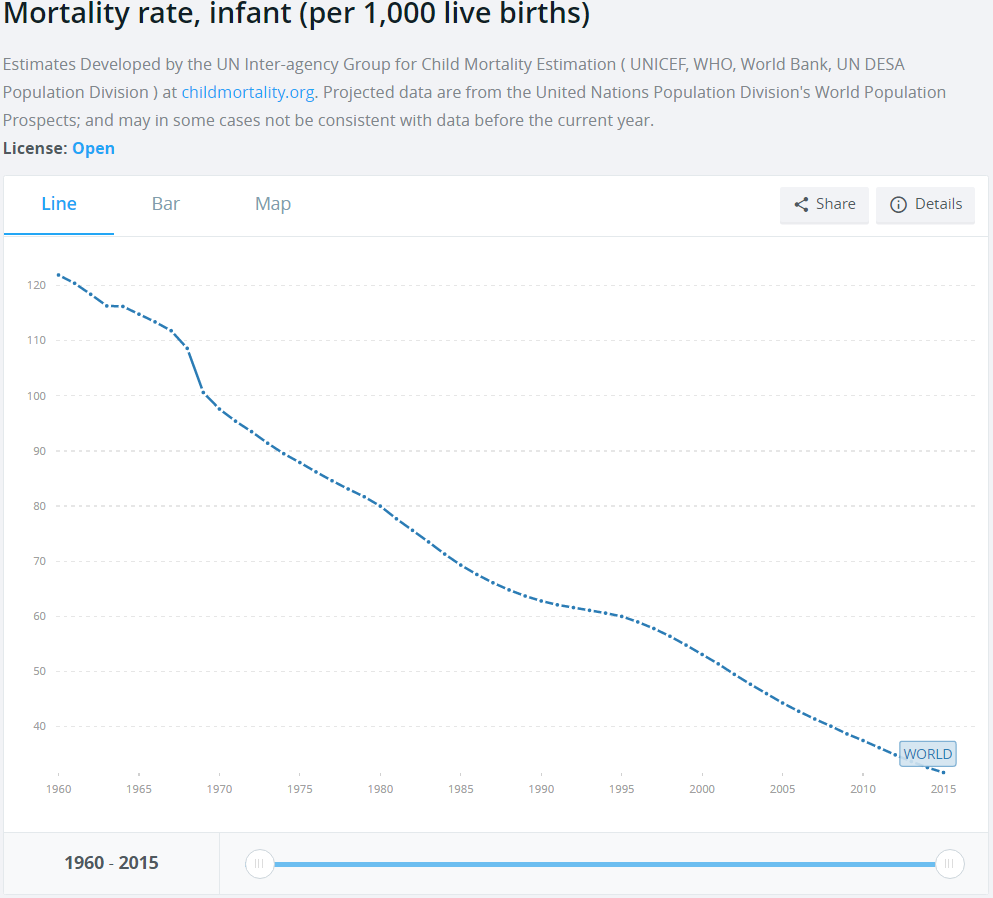 Mortality rate, infant (per 1,000 live births)
Estimates Developed by the UN Inter-agency Group for Child Mortality Estimation ( UNICEF, WHO, World Bank, UN DESA
Population Division ) at childmortality.org. Projected data are from the United Nations Population Division's World Population
Prospects; and may in some cases not be consistent with data before the current year.
License: Open
Line Bar Map Share Details
120
110
100
90
80
70
60
50
40
WORLD
1960 1965 1970 1975 1980 1985 1990 1995 2000 2005 2010 2015
1960 - 2015